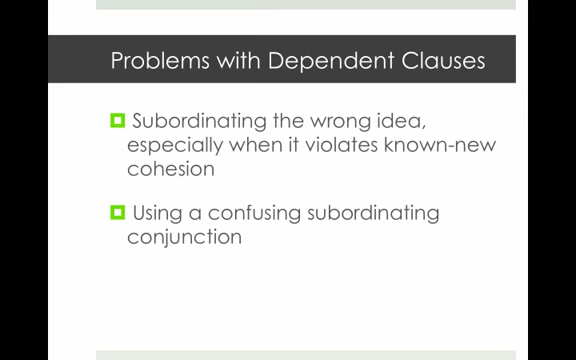 Problems with Dependent Clauses
Subordinating the wrong idea,
especially when it violates known-new
cohesion
Using a confusing subordinating
conjunction